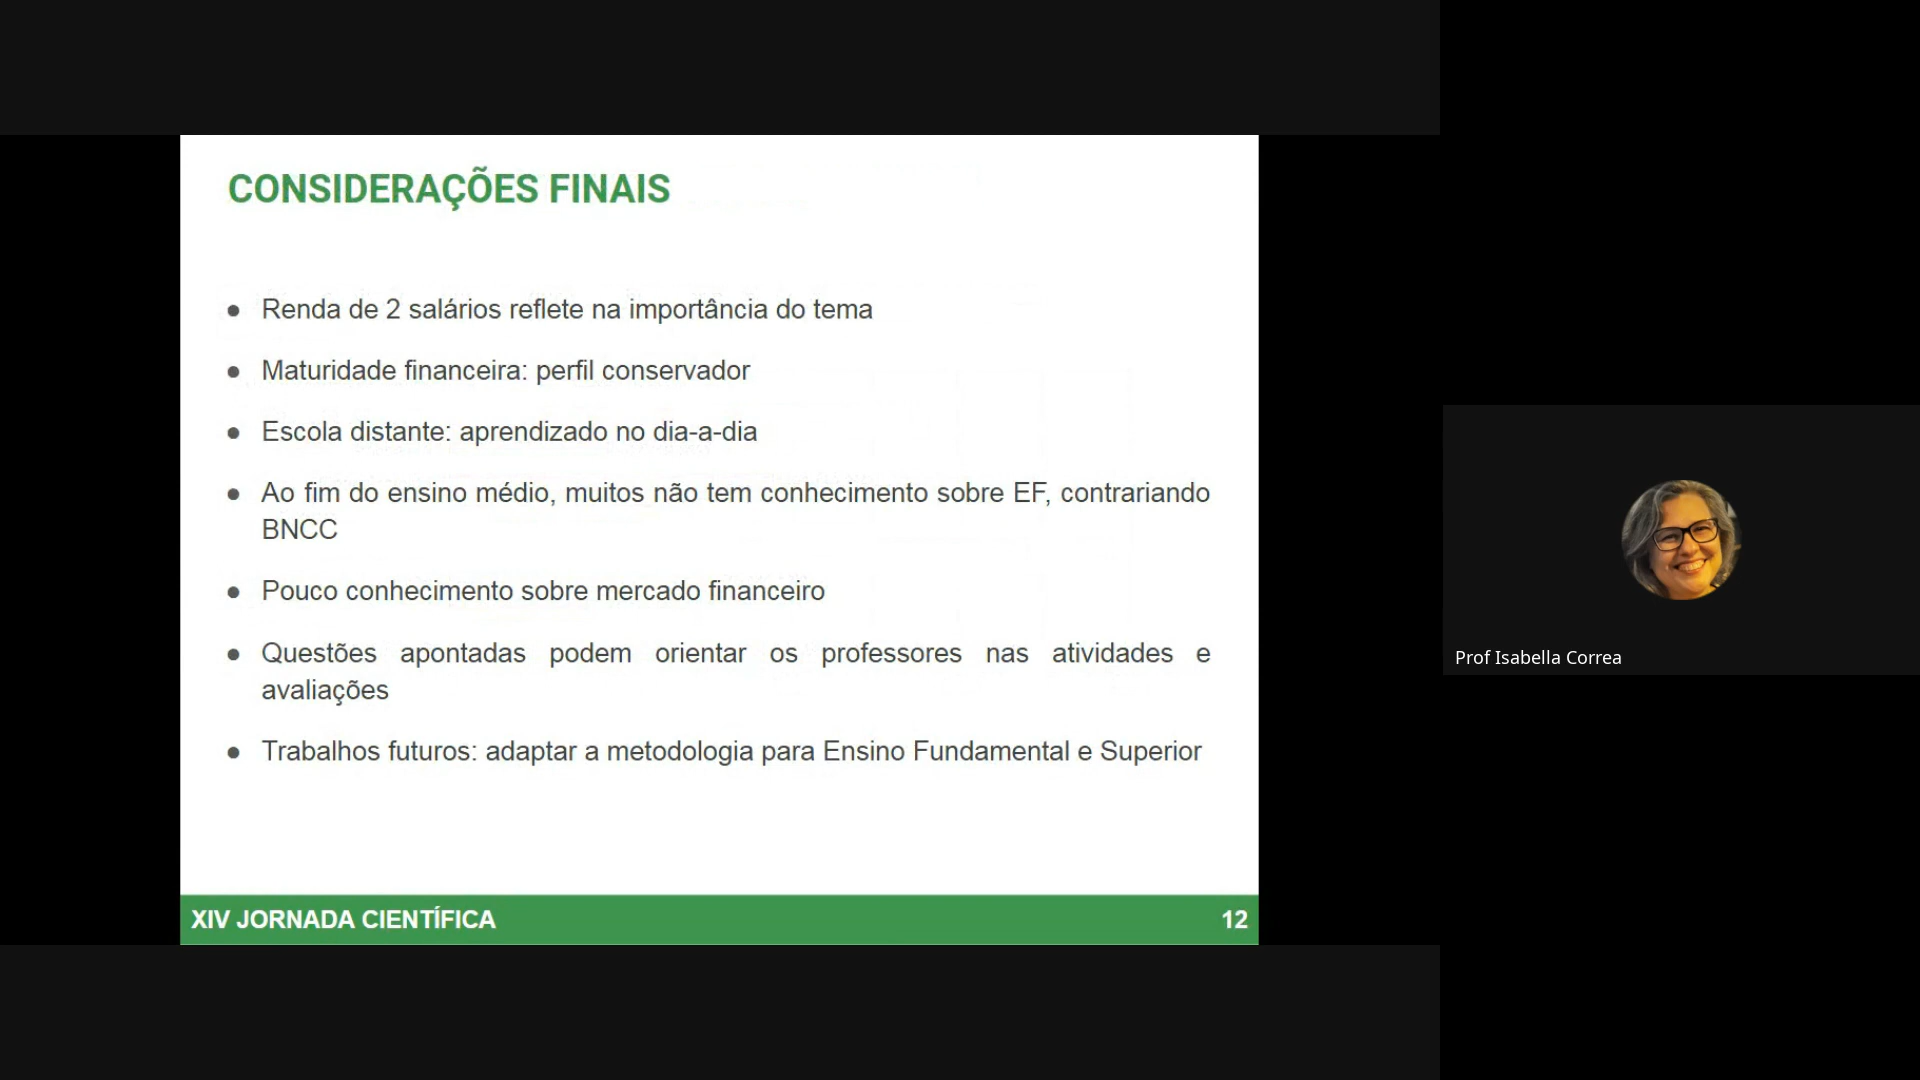 CONSIDERAÇÕES FINAIS
● Renda de 2 salários reflete na importância do tema
● Maturidade financeira: perfil conservador
● Escola distante: aprendizado no dia-a-dia
● Ao fim do ensino médio, muitos não tem conhecimento sobre EF, contrariando
BNCC
● Pouco conhecimento sobre mercado financeiro
● Questões apontadas podem orientar os professores nas atividades e
avaliações
● Trabalhos futuros: adaptar a metodologia para Ensino Fundamental e Superior
XIV JORNADA CIENTÍFICA 12
Prof Isabella Correa